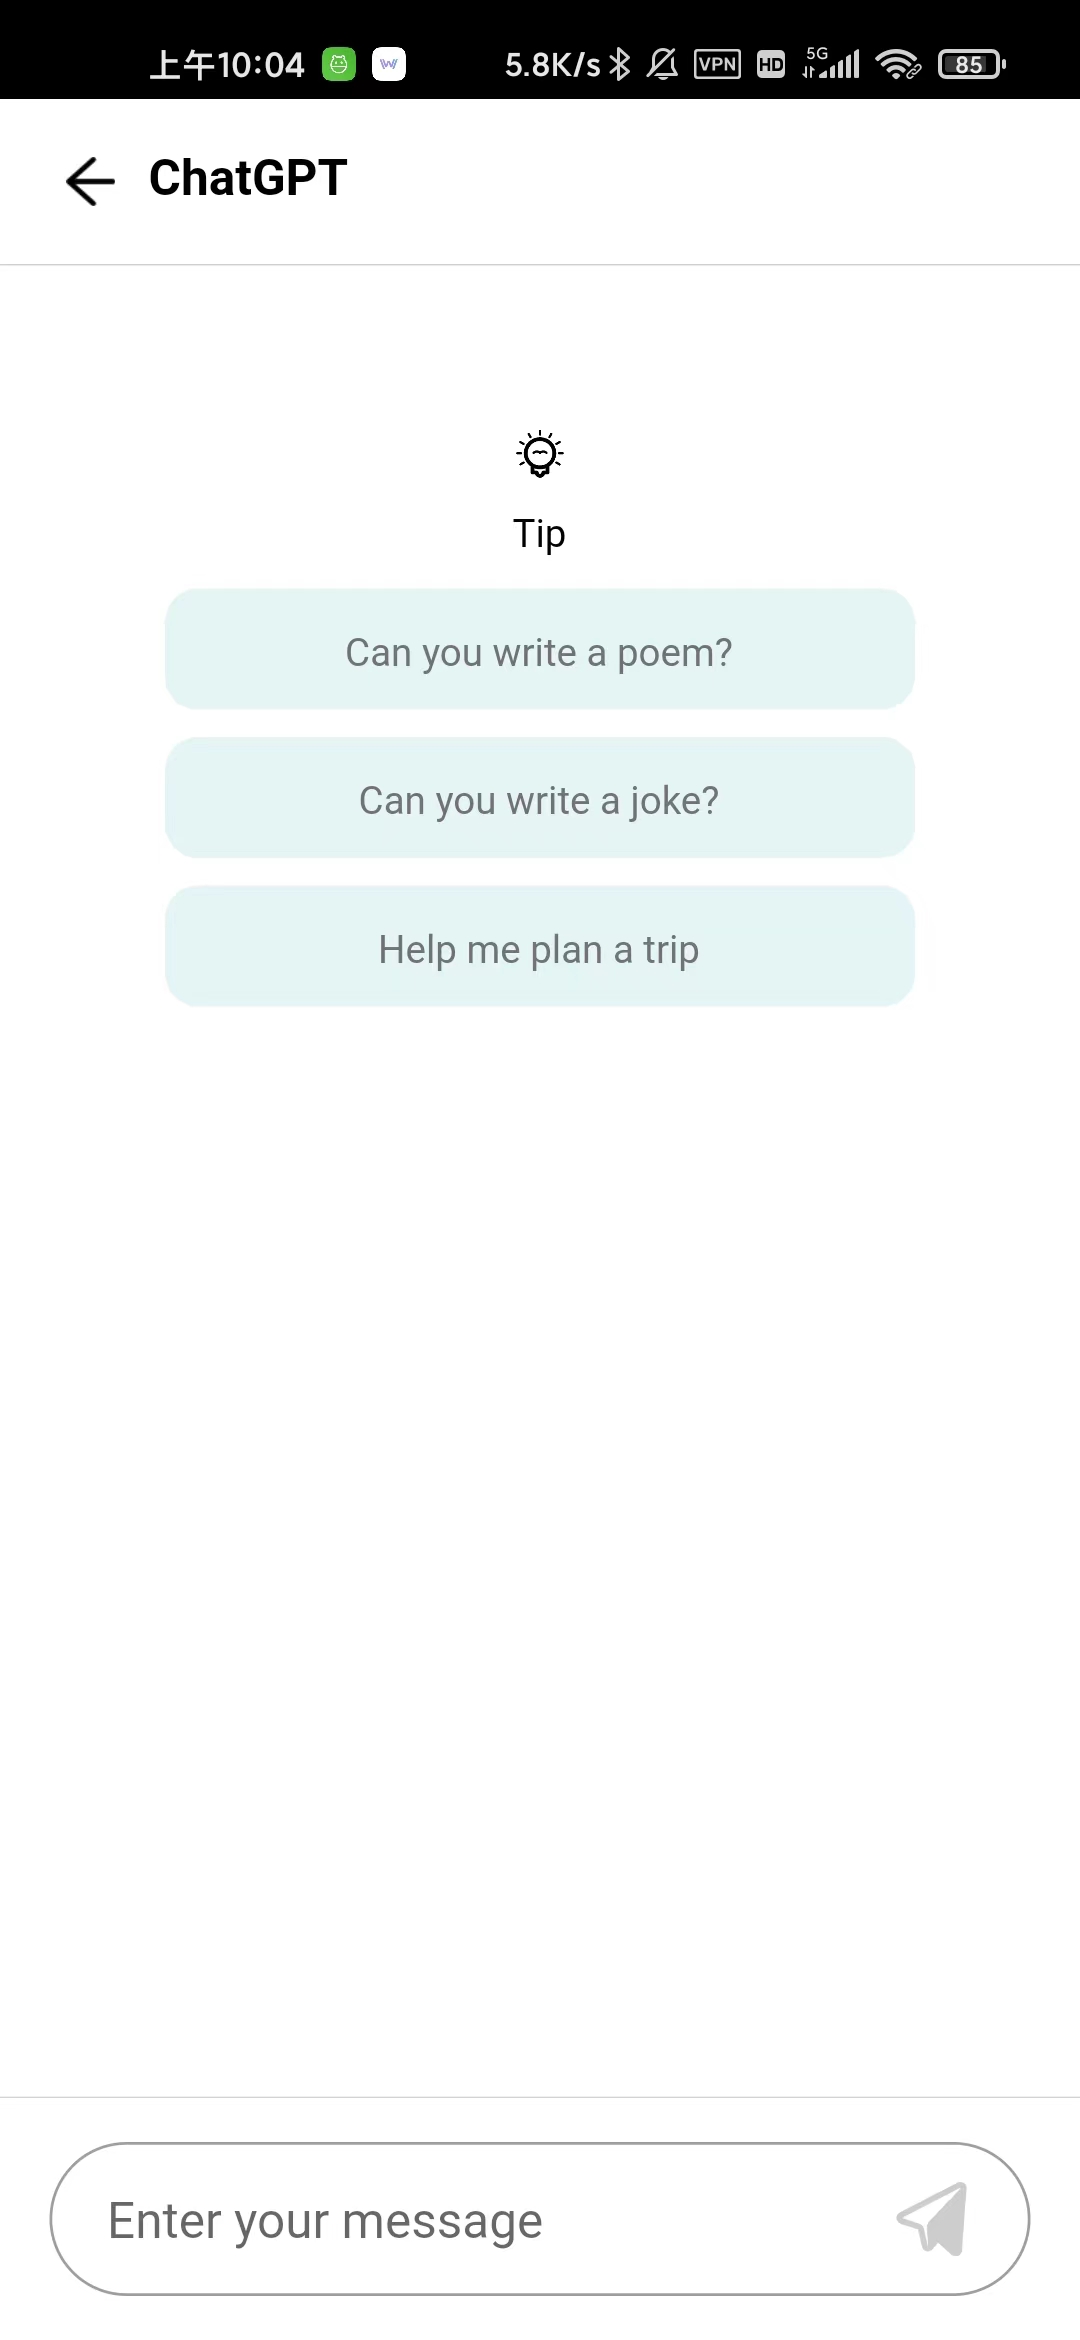 上午10:04 5.8K/s VPN HD 5G 85
ChatGPT
Tip
Can you write a poem?
Can you write a joke?
Help me plan a trip
Enter your message